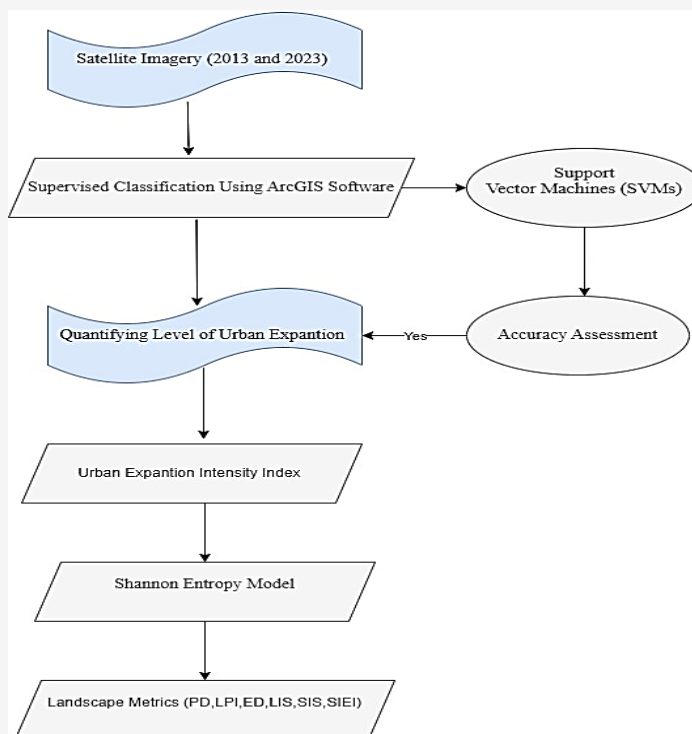 Satellite Imagery (2013 and 2023)
Supervised Classification Using ArcGIS Software
Support
Vector Machines (SVMs)
Quantifying Level of Urban Expantion
Yes
Accuracy Assessment
Urban Expantion Intensity Index
Shannon Entropy Model
Landscape Metrics (PD,LPI,ED,LIS,SIS,SIEI)